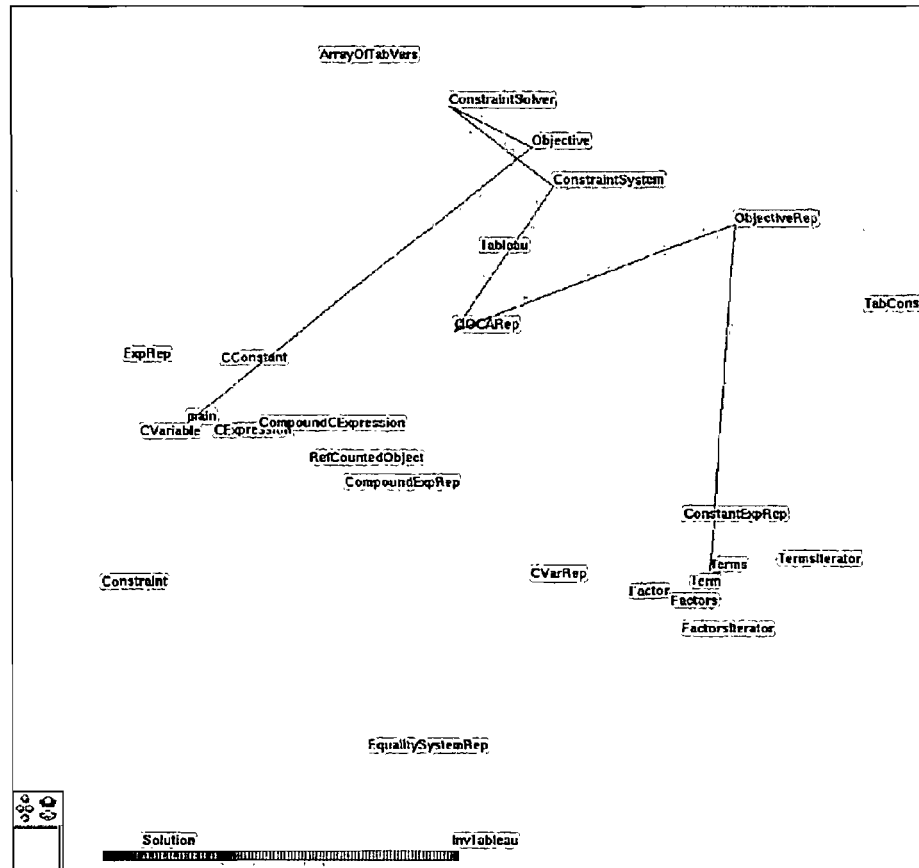 ArrayOfTabVars
ConstraintSolver
Objective
ConstraintSystem
ObjectiveRep
Tableau
TabCons
QOCARep
ExpRep
CConstant
main
CompoundCExpression
CVariable
CExpression
RefCountedObject
CompoundExpRep
ConstantExpRep
TermsIterator
Terms
CVarRep
Constraint
Term
Factor
Factors
FactorsIterator
EqualitySystemRep
Solution
InvTableau